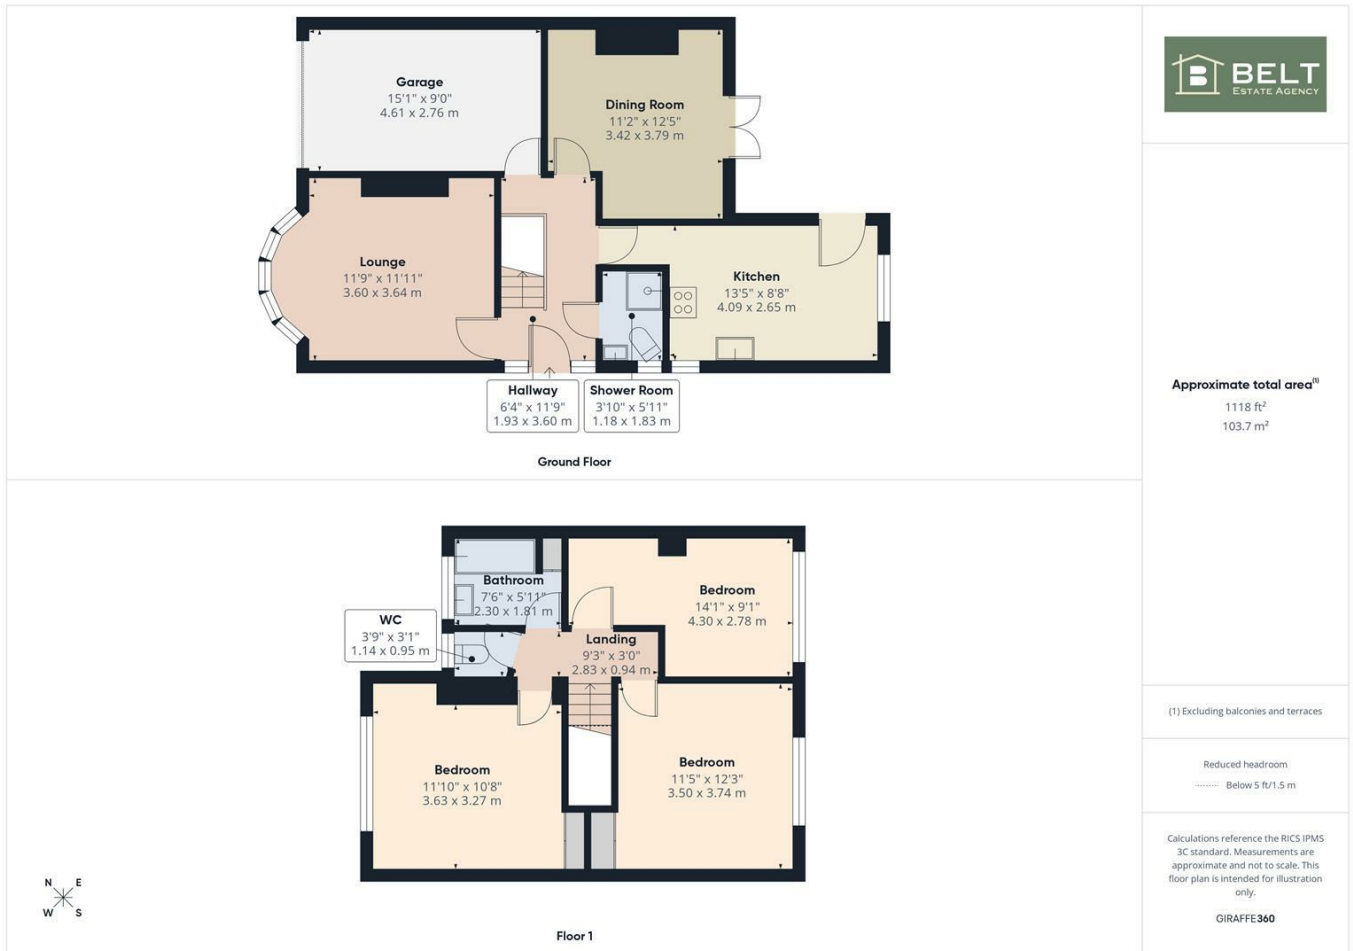 Garage
15'1" x 9'0"
4.61 x 2.76 m
Dining Room
11'2" x 12'5"
3.42 x 3.79 m
Lounge
11'9" x 11'11"
3.60 x 3.64 m
Kitchen
13'5" x 8'8"
4.09 x 2.65 m
Hallway
6'4" x 11'9"
1.93 x 3.60 m
Shower Room
3'10" x 5'11"
1.18 x 1.83 m
Ground Floor
Bathroom
7'6" x 5'11"
2.30 x 1.81 m
WC
3'9" x 3'1"
1.14 x 0.95 m
Landing
9'3" x 3'0"
2.83 x 0.94 m
Bedroom
14'1" x 9'1"
4.30 x 2.78 m
Bedroom
11'10" x 10'8"
3.63 x 3.27 m
Bedroom
11'5" x 12'3"
3.50 x 3.74 m
N E
W S
Floor 1
B BELT
ESTATE AGENCY
Approximate total area(1)
1118 ft²
103.7 m²
(1) Excluding balconies and terraces
Reduced headroom
Below 5 ft/1.5 m
Calculations reference the RICS IPMS
3C standard. Measurements are
approximate and not to scale. This
floor plan is intended for illustration
only.
GIRAFFE360